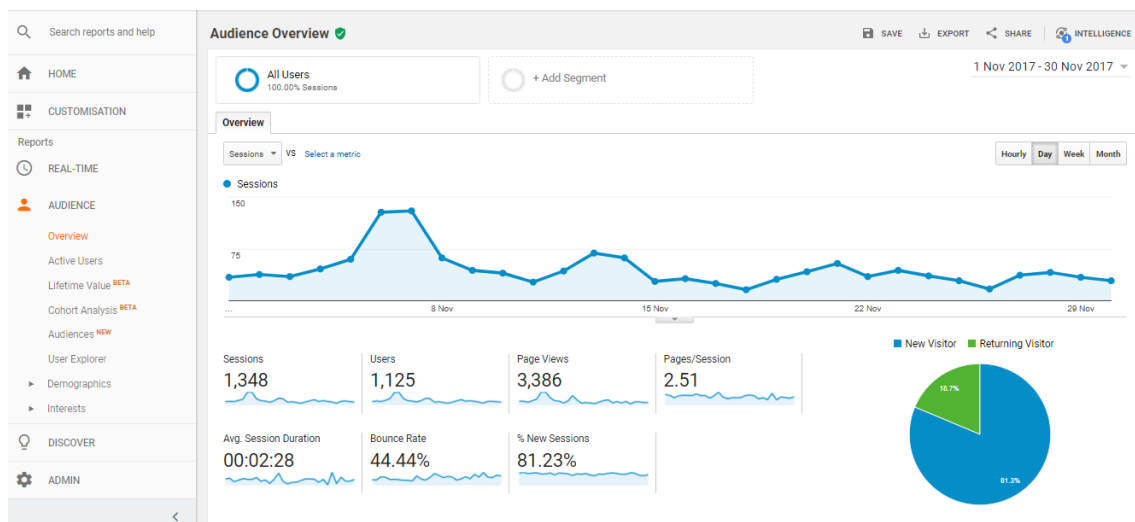 Search reports and help
HOME
CUSTOMISATION
Reports
REAL-TIME
AUDIENCE
Overview
Active Users
Lifetime Value BETA
Cohort Analysis BETA
Audiences NEW
User Explorer
Demographics
Interests
DISCOVER
ADMIN
Audience Overview
SAVE EXPORT SHARE INTELLIGENCE
1
All Users
100.00% Sessions
+ Add Segment
1 Nov 2017 - 30 Nov 2017
Overview
Sessions VS Select a metric
Hourly Day Week Month
Sessions
150
75
... 8 Nov 15 Nov 22 Nov 29 Nov
Sessions
1,348
Users
1,125
Page Views
3,386
Pages/Session
2.51
Avg. Session Duration
00:02:28
Bounce Rate
44.44%
% New Sessions
81.23%
New Visitor Returning Visitor
18.7%
81.3%